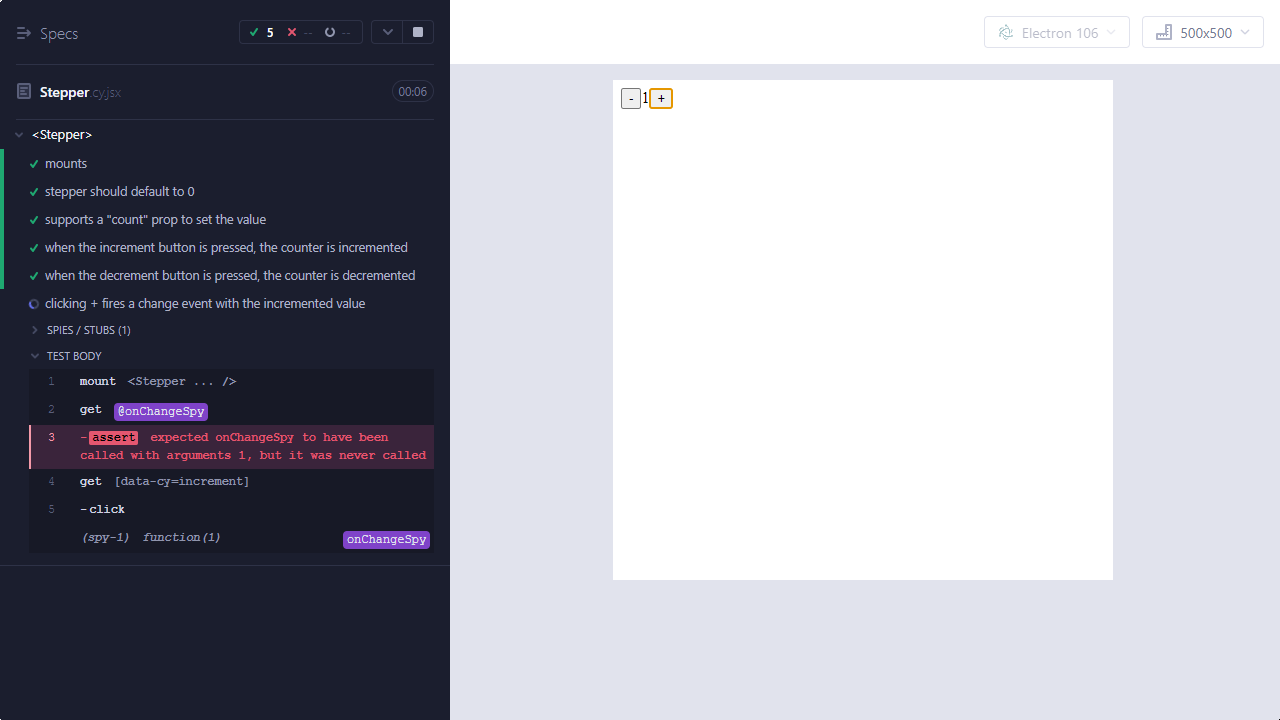 Specs
5
--
--
Electron 106
500x500
Stepper.cy.jsx
00:06
- 1 +
<Stepper>
mounts
stepper should default to 0
supports a "count" prop to set the value
when the increment button is pressed, the counter is incremented
when the decrement button is pressed, the counter is decremented
clicking + fires a change event with the incremented value
SPIES / STUBS (1)
TEST BODY
1 mount <Stepper ... />
2 get @onChangeSpy
3 -assert expected onChangeSpy to have been
called with arguments 1, but it was never called
4 get [data-cy=increment]
5 -click
(spy-1) function(1) onChangeSpy